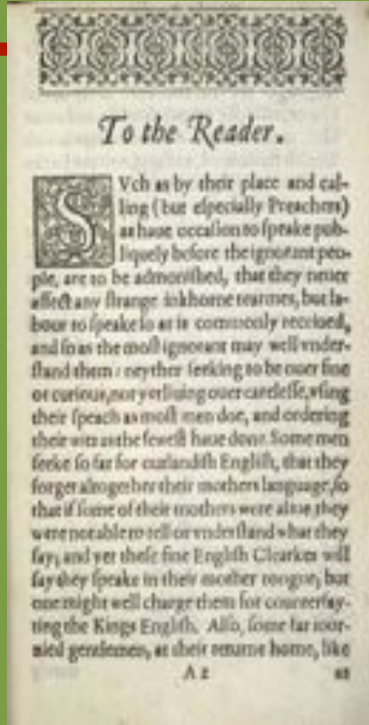 To the Reader.
SVch as by their place and cal-
ling (but eſpecially Preachers)
as haue occaſion to ſpeake pub-
liquely before the ignorant peo-
ple, are to be admoniſhed, that they neuer
affect any ſtrange inkhorne tearmes, but la-
bour to ſpeake ſo as is commonly receiued,
and ſo as the moſt ignorant may well vnder-
ſtand them: neyther ſeeking to be ouer fine
or curious, nor yet liuing ouer careleſſe, vſing
their ſpeach as moſt men doe, and ordering
their wits as the feweſt haue done. Some men
ſeeke ſo far for outlandiſh Engliſh, that they
forget altogether their mothers language, ſo
that if ſome of their mothers were aliue, they
were not able to tell or vnderſtand what they
ſay; and yet theſe fine Engliſh Clearkes will
ſay they ſpeake in their mother tongue; but
one might well charge them for counterfay-
ting the Kings Engliſh. Alſo, ſome far iour-
nied gentlemen, at their returne home, like
A2 as